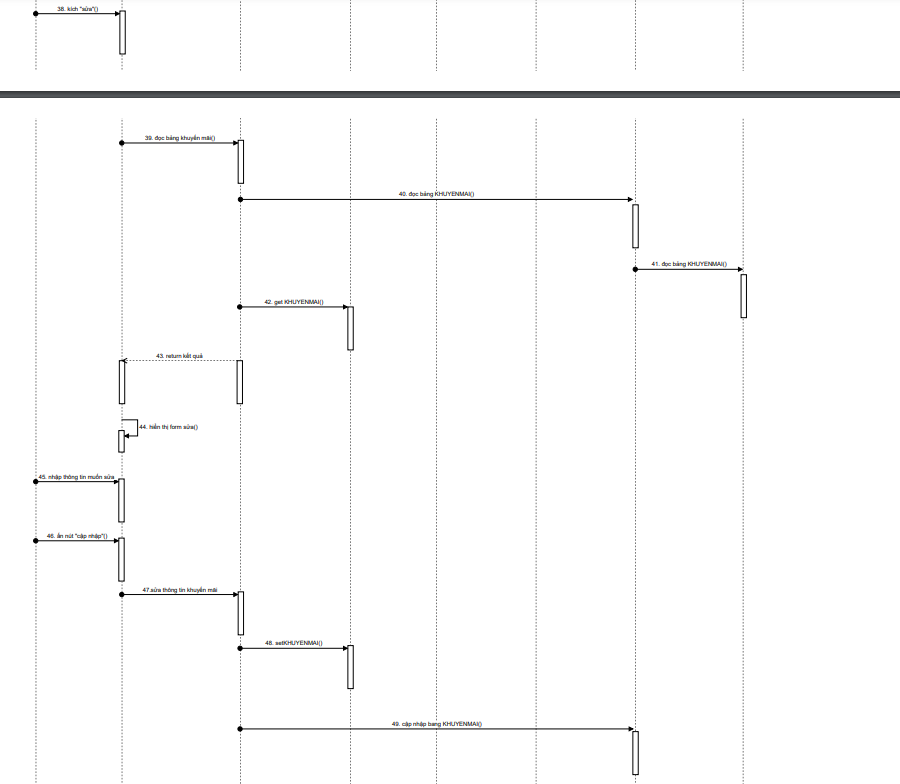 38. kích "sửa"()
39. đọc bảng khuyến mãi()
40. đọc bảng KHUYENMAI()
41. đọc bảng KHUYENMAI()
42. get KHUYENMAI()
43. return kết quả
44. hiển thị form sửa()
45. nhập thông tin muốn sửa
46. ấn nút "cập nhập"()
47.sửa thông tin khuyến mãi
48. setKHUYENMAI()
49. cập nhập bang KHUYENMAI()